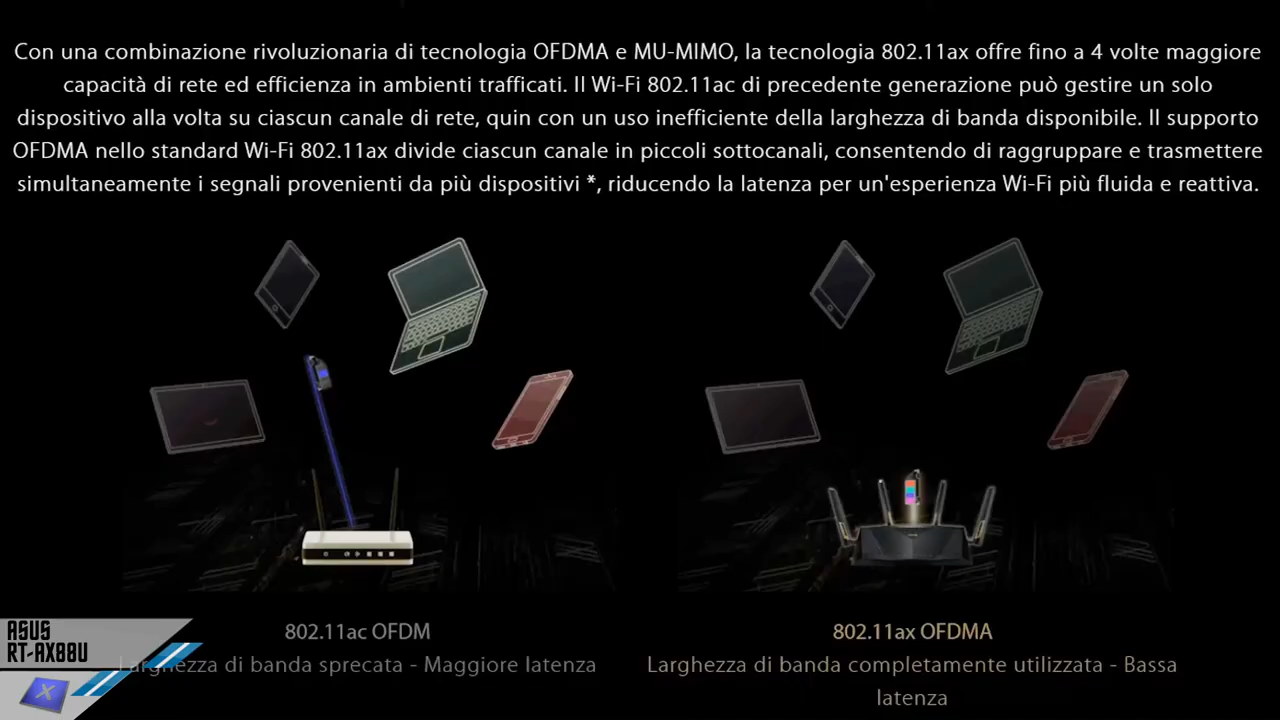 Con una combinazione rivoluzionaria di tecnologia OFDMA e MU-MIMO, la tecnologia 802.11ax offre fino a 4 volte maggiore
capacità di rete ed efficienza in ambienti trafficati. Il Wi-Fi 802.11ac di precedente generazione può gestire un solo
dispositivo alla volta su ciascun canale di rete, quin con un uso inefficiente della larghezza di banda disponibile. Il supporto
OFDMA nello standard Wi-Fi 802.11ax divide ciascun canale in piccoli sottocanali, consentendo di raggruppare e trasmettere
simultaneamente i segnali provenienti da più dispositivi *, riducendo la latenza per un'esperienza Wi-Fi più fluida e reattiva.
802.11ac OFDM
Larghezza di banda sprecata - Maggiore latenza
802.11ax OFDMA
Larghezza di banda completamente utilizzata - Bassa
latenza
ASUS
RT-AX88U
X